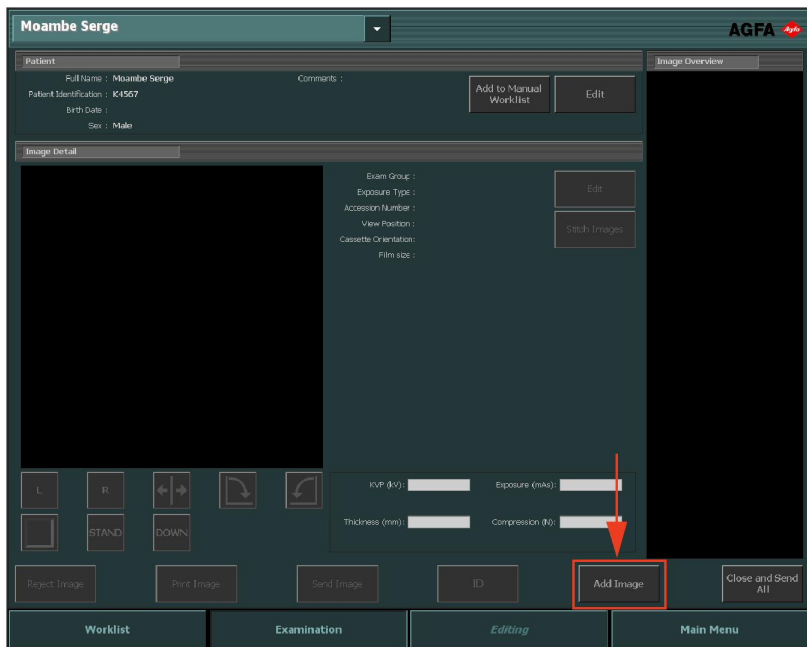 Moambe Serge
AGFA
Agfa
Patient
Image Overview
Full Name : Moambe Serge
Comments :
Patient Identification : K4567
Birth Date :
Sex : Male
Add to Manual
Worklist
Edit
Image Detail
Exam Group :
Exposure Type :
Accession Number :
View Position :
Cassette Orientation:
Film size :
Edit
Stitch Images
L
R
STAND
DOWN
KVP (kV):
Exposure (mAs):
Thickness (mm):
Compression (N):
Reject Image
Print Image
Send Image
ID
Add Image
Close and Send
All
Worklist
Examination
Editing
Main Menu